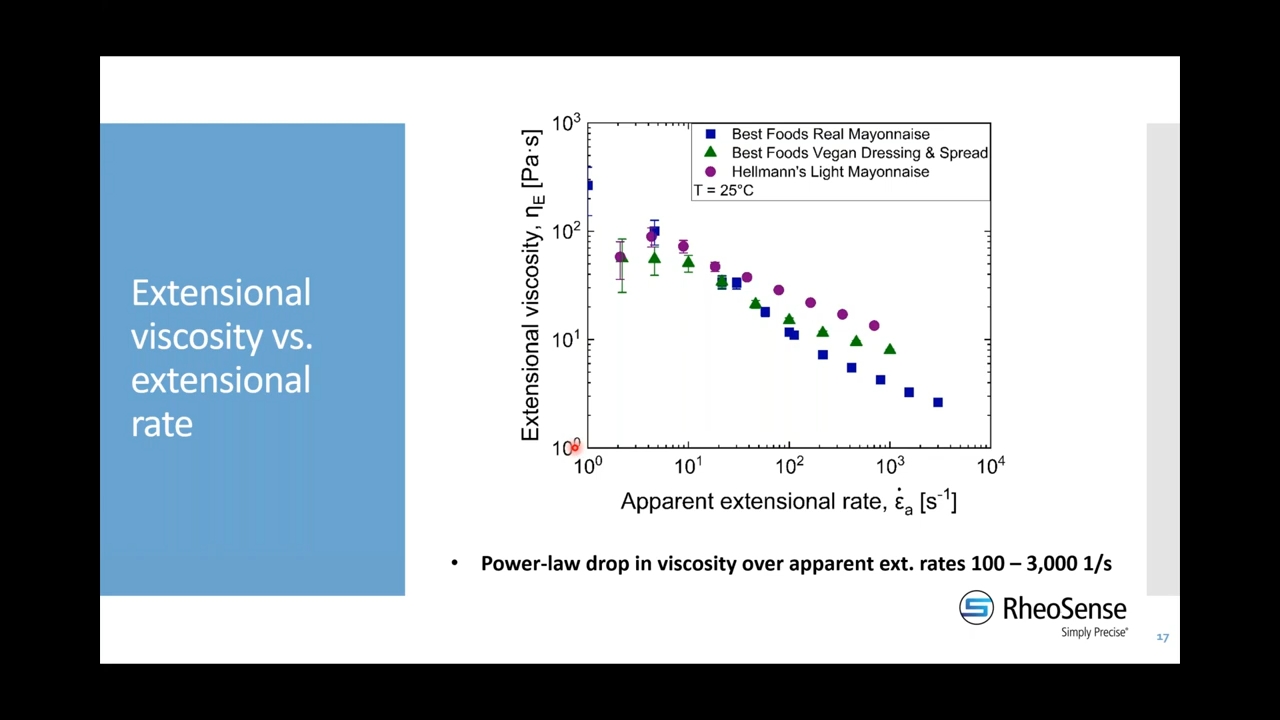 Extensional
viscosity vs.
extensional
rate
Extensional viscosity, ηE [Pa·s]
10³
10²
10¹
10⁰
Best Foods Real Mayonnaise
Best Foods Vegan Dressing & Spread
Hellmann's Light Mayonnaise
T = 25°C
10⁰ 10¹ 10² 10³ 10⁴
Apparent extensional rate, ε̇a [s⁻¹]
• Power-law drop in viscosity over apparent ext. rates 100 – 3,000 1/s
RheoSense
Simply Precise®
17